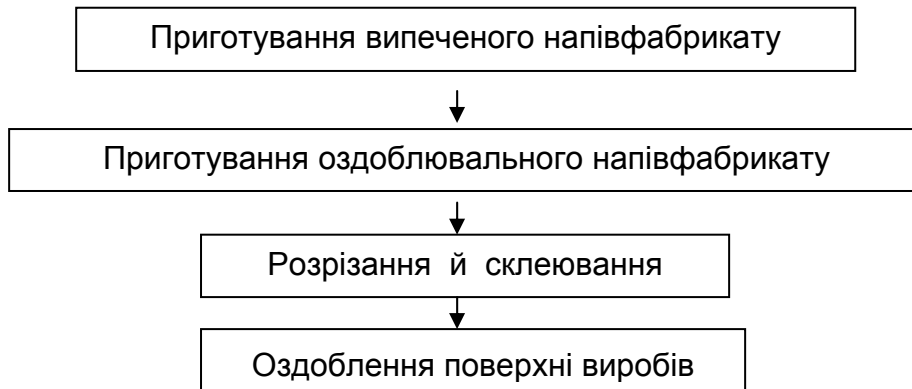 Приготування випеченого напівфабрикату
Приготування оздоблювального напівфабрикату
Розрізання й склеювання
Оздоблення поверхні виробів